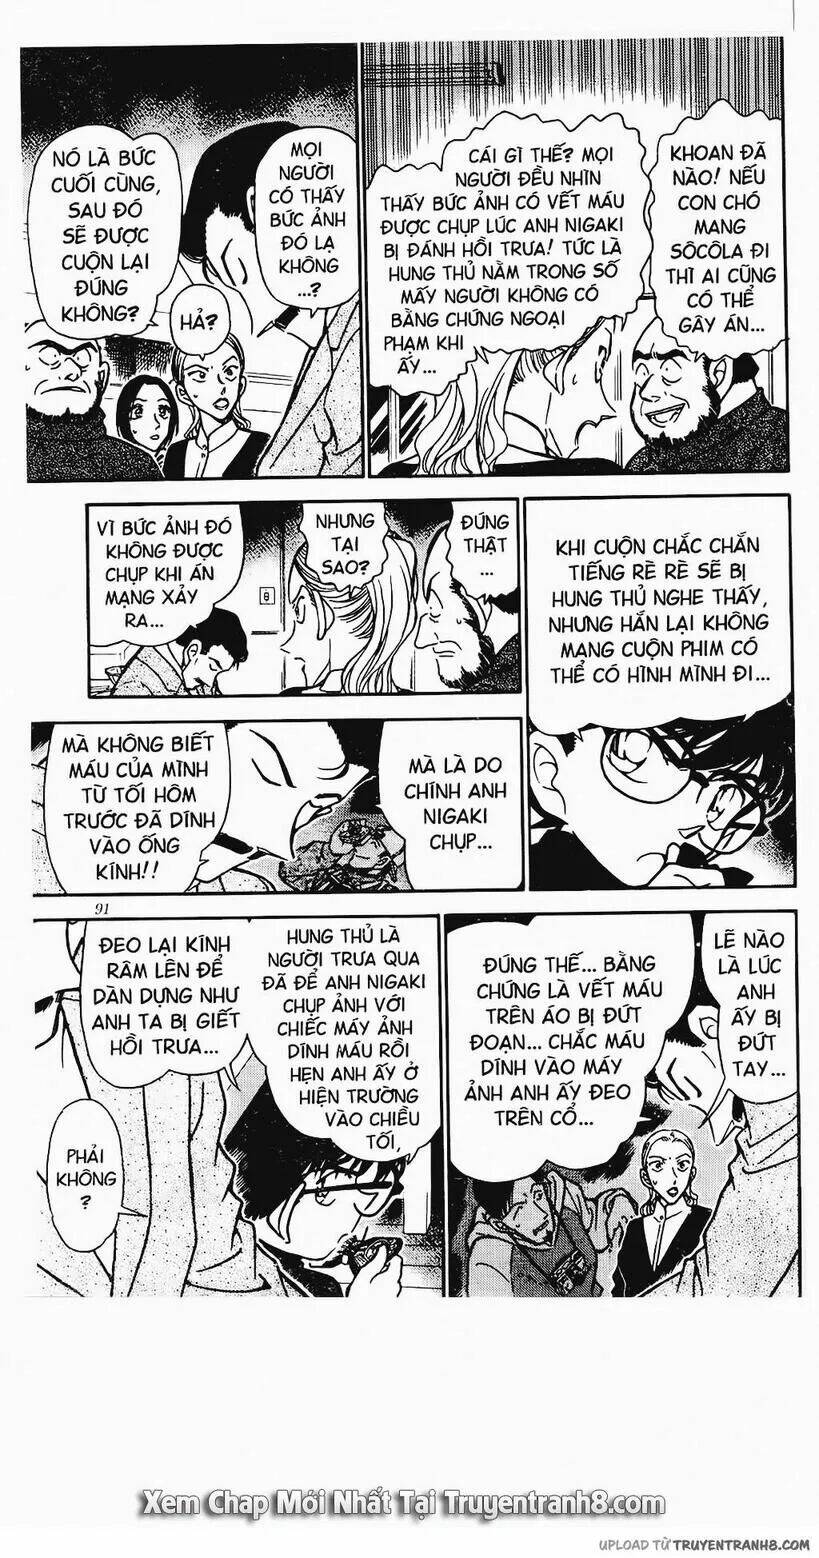 KHOAN ĐÃ
NÀO! NẾU
CON CHÓ
MANG
SÔCÔLA ĐI
THÌ AI CŨNG
CÓ THỂ
GÂY ÁN...
CÁI GÌ THẾ? MỌI
NGƯỜI ĐỀU NHÌN
THẤY BỨC ẢNH CÓ VẾT MÁU
ĐƯỢC CHỤP LÚC ANH NIGAKI
BỊ ĐÁNH HỒI TRƯA! TỨC LÀ
HUNG THỦ NẰM TRONG SỐ
MẤY NGƯỜI KHÔNG CÓ
BẰNG CHỨNG NGOẠI
PHẠM KHI
ẤY...
MỌI
NGƯỜI
CÓ THẤY
BỨC ẢNH
ĐÓ LẠ
KHÔNG
...?
HẢ?
NÓ LÀ BỨC
CUỐI CÙNG,
SAU ĐÓ
SẼ ĐƯỢC
CUỘN LẠI
ĐÚNG
KHÔNG?
KHI CUỘN CHẮC CHẮN
TIẾNG RÈ RÈ SẼ BỊ
HUNG THỦ NGHE THẤY,
NHƯNG HẮN LẠI KHÔNG
MANG CUỘN PHIM CÓ
THỂ CÓ HÌNH MÌNH ĐI...
ĐÚNG
THẬT
...
NHƯNG
TẠI
SAO?
VÌ BỨC ẢNH ĐÓ
KHÔNG ĐƯỢC
CHỤP KHI ÁN
MẠNG XẢY
RA...
MÀ LÀ DO
CHÍNH ANH
NIGAKI
CHỤP...
MÀ KHÔNG BIẾT
MÁU CỦA MÌNH
TỪ TỐI HÔM
TRƯỚC ĐÃ DÍNH
VÀO ỐNG
KÍNH!!
91
LẼ NÀO
LÀ LÚC
ANH
ẤY BỊ
ĐỨT
TAY...
ĐÚNG THẾ... BẰNG
CHỨNG LÀ VẾT MÁU
TRÊN ÁO BỊ ĐỨT
ĐOẠN... CHẮC MÁU
DÍNH VÀO MÁY
ẢNH ANH ẤY ĐEO
TRÊN CỔ...
HUNG THỦ LÀ
NGƯỜI TRƯA QUA
ĐÃ ĐỂ ANH NIGAKI
CHỤP ẢNH VỚI
CHIẾC MÁY ẢNH
DÍNH MÁU RỒI
HẸN ANH ẤY Ở
HIỆN TRƯỜNG
VÀO CHIỀU
TỐI,
ĐEO LẠI KÍNH
RÂM LÊN ĐỂ
DÀN DỰNG NHƯ
ANH TA BỊ GIẾT
HỒI TRƯA...
PHẢI
KHÔNG
?
Xem Chap Mới Nhất Tại Truyentranh8.com
UPLOAD TỪ TRUYENTRANH8.COM